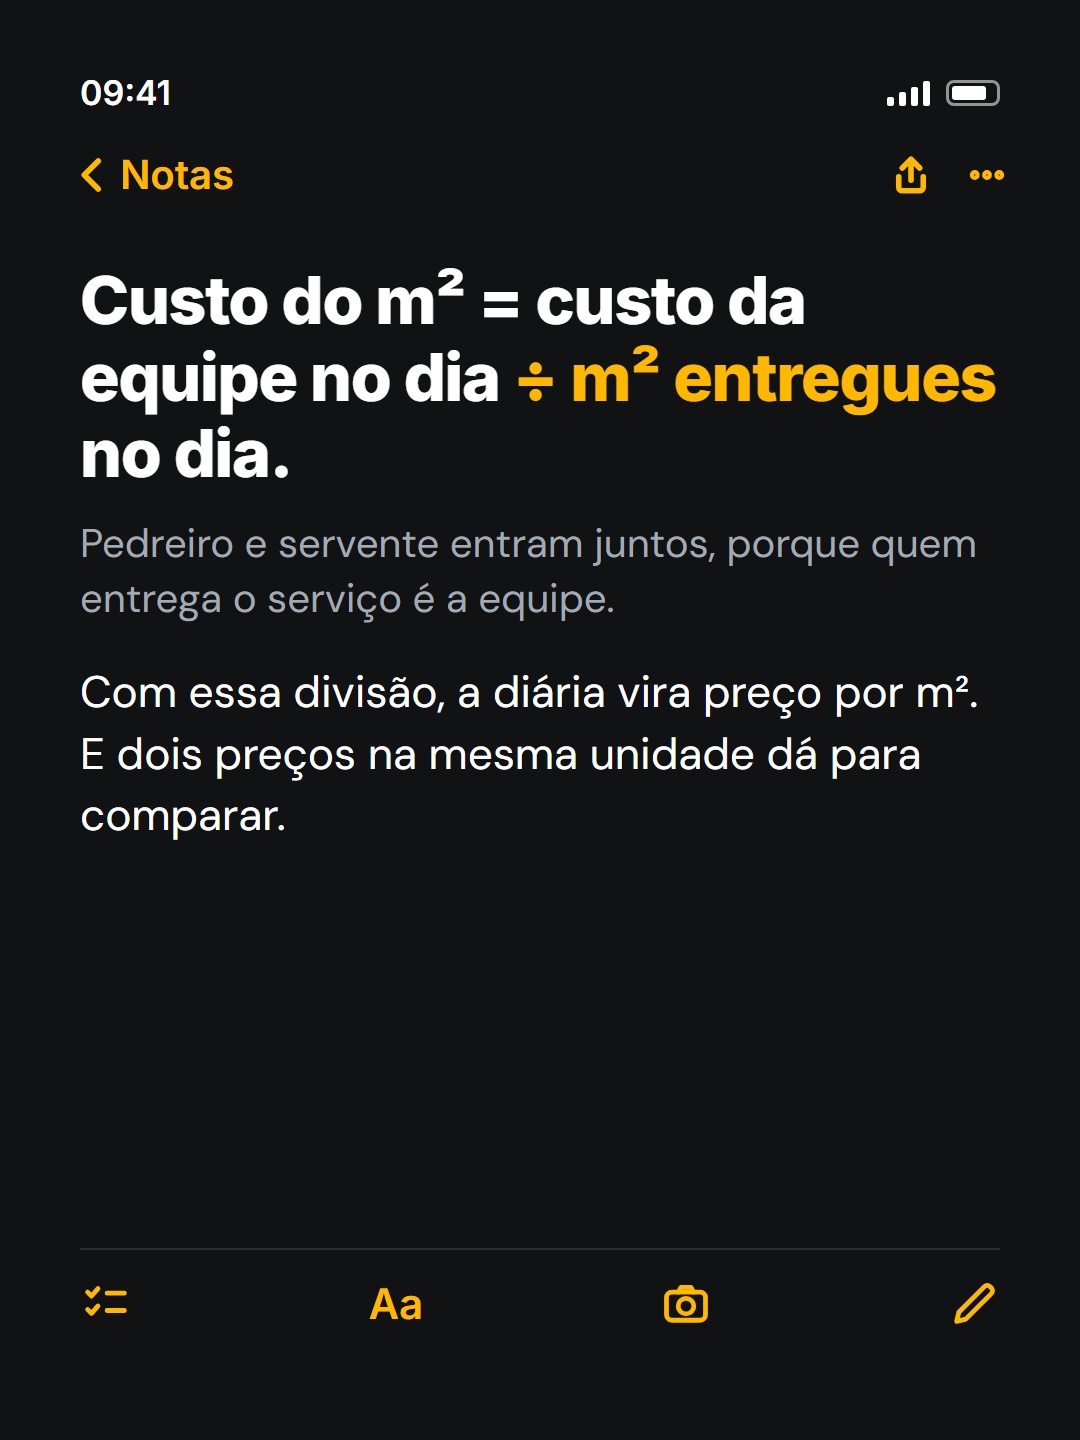 09:41
Notas
Custo do m² = custo da
equipe no dia ÷ m² entregues
no dia.
Pedreiro e servente entram juntos, porque quem
entrega o serviço é a equipe.
Com essa divisão, a diária vira preço por m².
E dois preços na mesma unidade dá para
comparar.
Aa